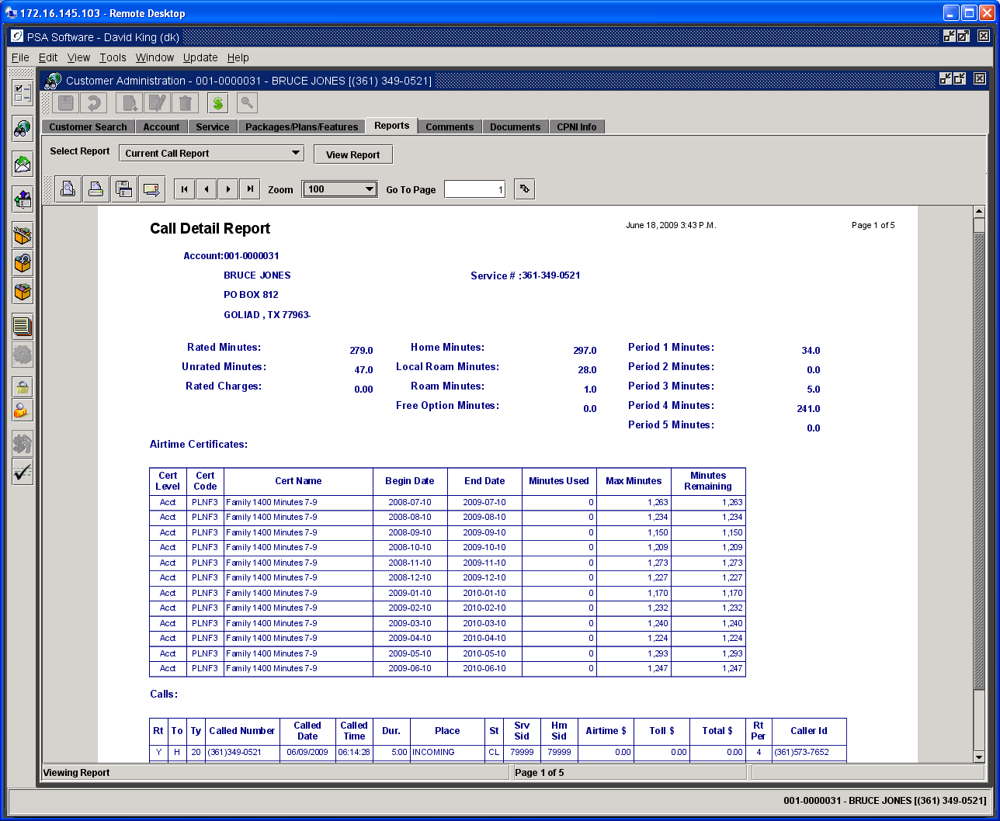 172.16.145.103 - Remote Desktop
PSA Software - David King (dk)
File Edit View Tools Window Update Help
Customer Administration - 001-0000031 - BRUCE JONES [(361) 349-0521]
Customer Search Account Service Packages/Plans/Features Reports Comments Documents CPNI Info
Select Report Current Call Report View Report
Zoom 100 Go To Page 1
Call Detail Report June 18, 2009 3:43 P.M. Page 1 of 5
Account:001-0000031
BRUCE JONES Service # :361-349-0521
PO BOX 812
GOLIAD , TX 77963-
Rated Minutes: 279.0 Home Minutes: 297.0 Period 1 Minutes: 34.0
Unrated Minutes: 47.0 Local Roam Minutes: 28.0 Period 2 Minutes: 0.0
Rated Charges: 0.00 Roam Minutes: 1.0 Period 3 Minutes: 5.0
Free Option Minutes: 0.0 Period 4 Minutes: 241.0
Period 5 Minutes: 0.0
Airtime Certificates:
Cert Level Cert Code Cert Name Begin Date End Date Minutes Used Max Minutes Minutes Remaining
Acct PLNF3 Family 1400 Minutes 7-9 2008-07-10 2009-07-10 0 1,263 1,263
Acct PLNF3 Family 1400 Minutes 7-9 2008-08-10 2009-08-10 0 1,234 1,234
Acct PLNF3 Family 1400 Minutes 7-9 2008-09-10 2009-09-10 0 1,150 1,150
Acct PLNF3 Family 1400 Minutes 7-9 2008-10-10 2009-10-10 0 1,209 1,209
Acct PLNF3 Family 1400 Minutes 7-9 2008-11-10 2009-11-10 0 1,273 1,273
Acct PLNF3 Family 1400 Minutes 7-9 2008-12-10 2009-12-10 0 1,227 1,227
Acct PLNF3 Family 1400 Minutes 7-9 2009-01-10 2010-01-10 0 1,170 1,170
Acct PLNF3 Family 1400 Minutes 7-9 2009-02-10 2010-02-10 0 1,232 1,232
Acct PLNF3 Family 1400 Minutes 7-9 2009-03-10 2010-03-10 0 1,240 1,240
Acct PLNF3 Family 1400 Minutes 7-9 2009-04-10 2010-04-10 0 1,224 1,224
Acct PLNF3 Family 1400 Minutes 7-9 2009-05-10 2010-05-10 0 1,293 1,293
Acct PLNF3 Family 1400 Minutes 7-9 2009-06-10 2010-06-10 0 1,247 1,247
Calls:
Rt To Ty Called Number Called Date Called Time Dur. Place St Srv Sid Hm Sid Airtime $ Toll $ Total $ Rt Per Caller Id
Y H 20 (361)349-0521 06/09/2009 06:14:28 5:00 INCOMING CL 79999 79999 0.00 0.00 0.00 4 (361)573-7652
Viewing Report Page 1 of 5
001-0000031 - BRUCE JONES [(361) 349-0521]